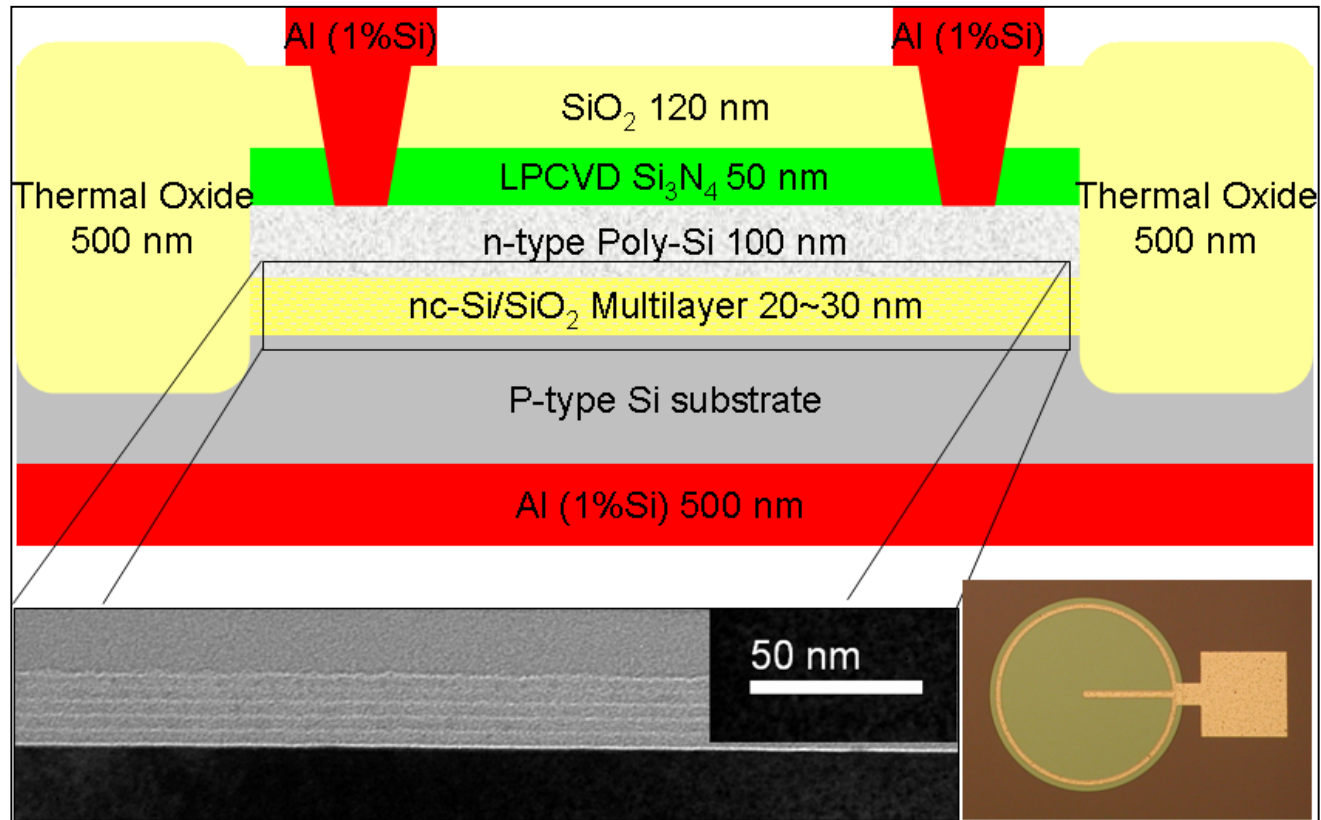 Al (1%Si)
Al (1%Si)
SiO₂ 120 nm
LPCVD Si₃N₄ 50 nm
Thermal Oxide
500 nm
Thermal Oxide
500 nm
n-type Poly-Si 100 nm
nc-Si/SiO₂ Multilayer 20~30 nm
P-type Si substrate
Al (1%Si) 500 nm
50 nm